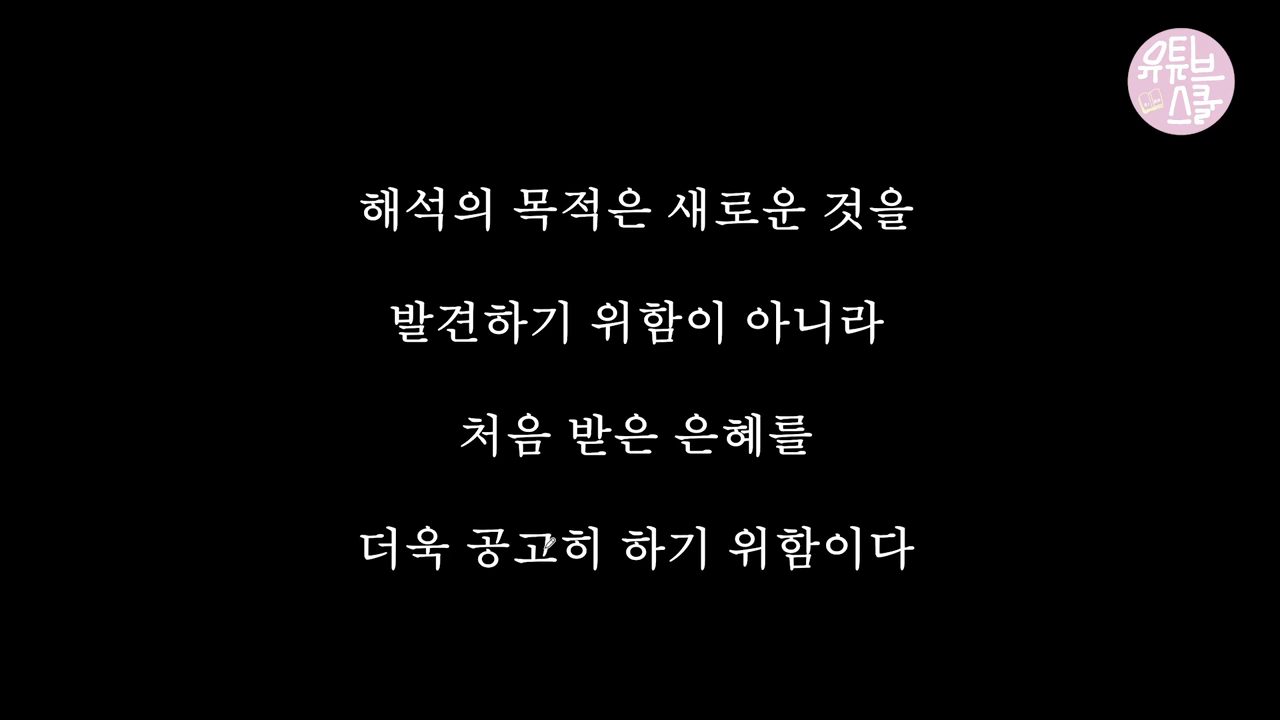 유튜브
스쿨
해석의 목적은 새로운 것을
발견하기 위함이 아니라
처음 받은 은혜를
더욱 공고히 하기 위함이다